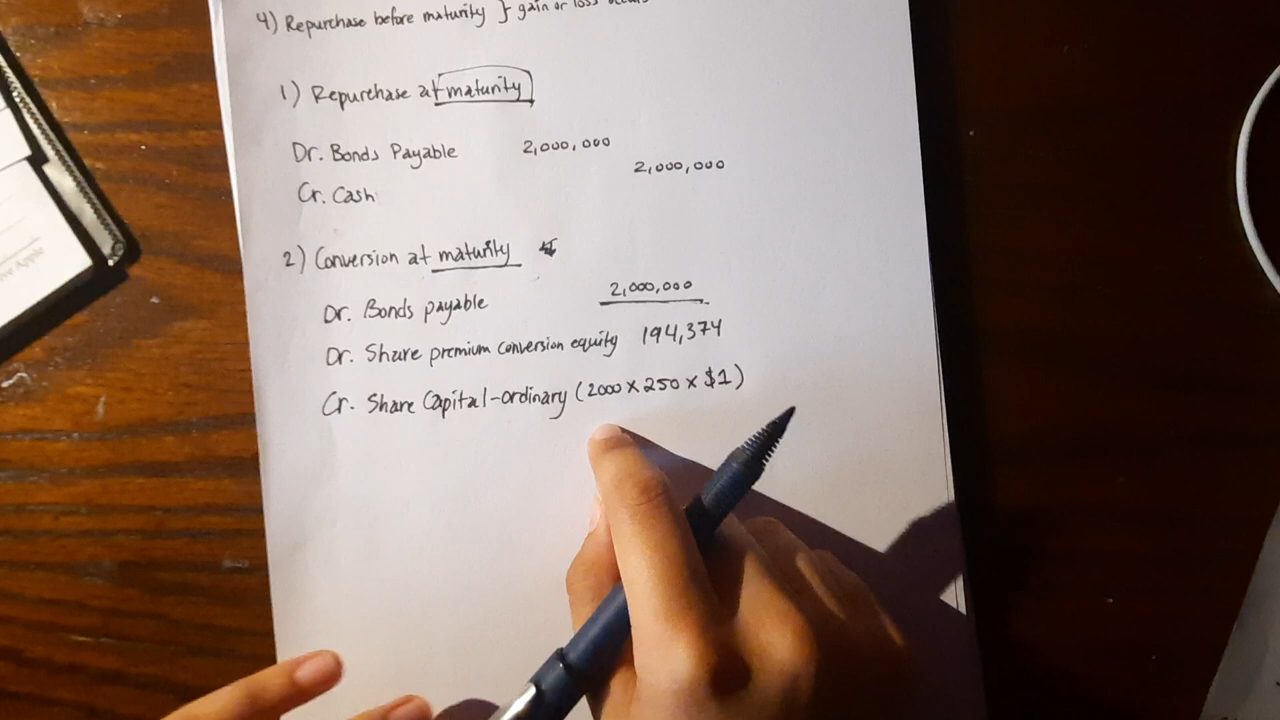 4) Repurchase before maturity } gain or loss occurs
1) Repurchase at maturity
Dr. Bonds Payable 2,000,000
2,000,000
Cr. Cash
2) Conversion at maturity
Dr. Bonds payable 2,000,000
Dr. Share premium conversion equity 194,374
Cr. Share Capital-ordinary (2000 × 250 × $1)
Apple